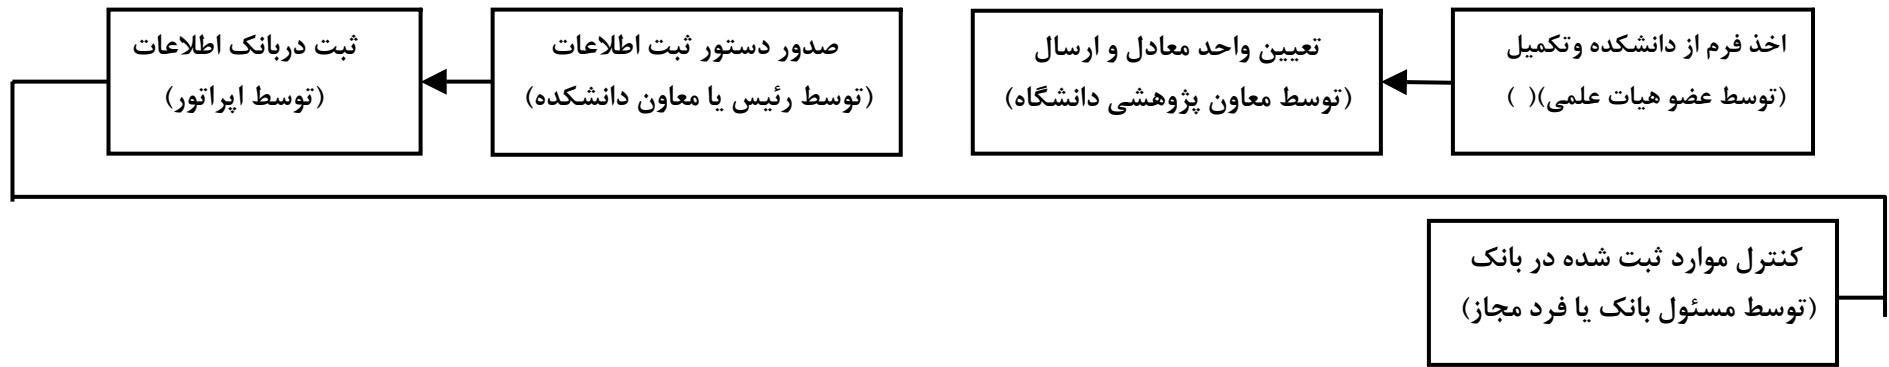 اخذ فرم از دانشکده وتکمیل
(توسط عضو هیات علمی)( )
تعیین واحد معادل و ارسال
(توسط معاون پژوهشی دانشگاه)
صدور دستور ثبت اطلاعات
(توسط رئیس یا معاون دانشکده)
ثبت دربانک اطلاعات
(توسط اپراتور)
کنترل موارد ثبت شده در بانک
(توسط مسئول بانک یا فرد مجاز)